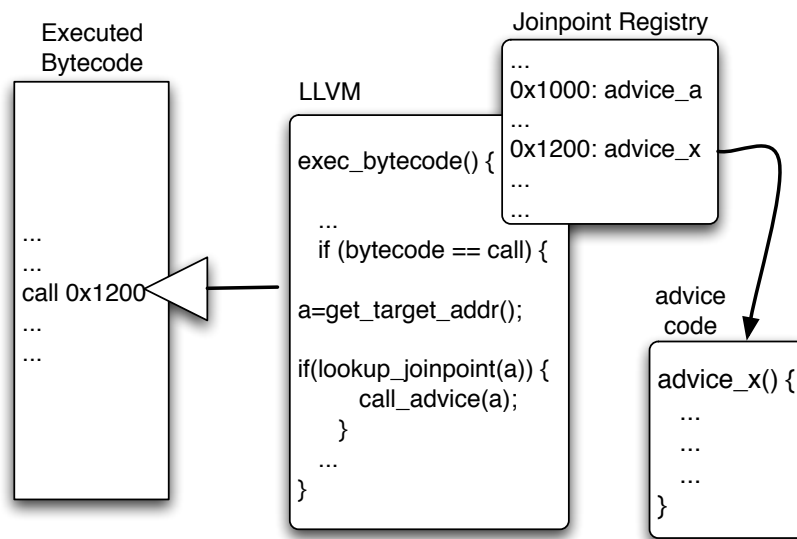 Executed
Bytecode
...
...
call 0x1200
...
...
LLVM
exec_bytecode() {
...
if (bytecode == call) {
a=get_target_addr();
if(lookup_joinpoint(a)) {
call_advice(a);
}
...
}
Joinpoint Registry
...
0x1000: advice_a
...
0x1200: advice_x
...
...
advice
code
advice_x() {
...
...
...
}